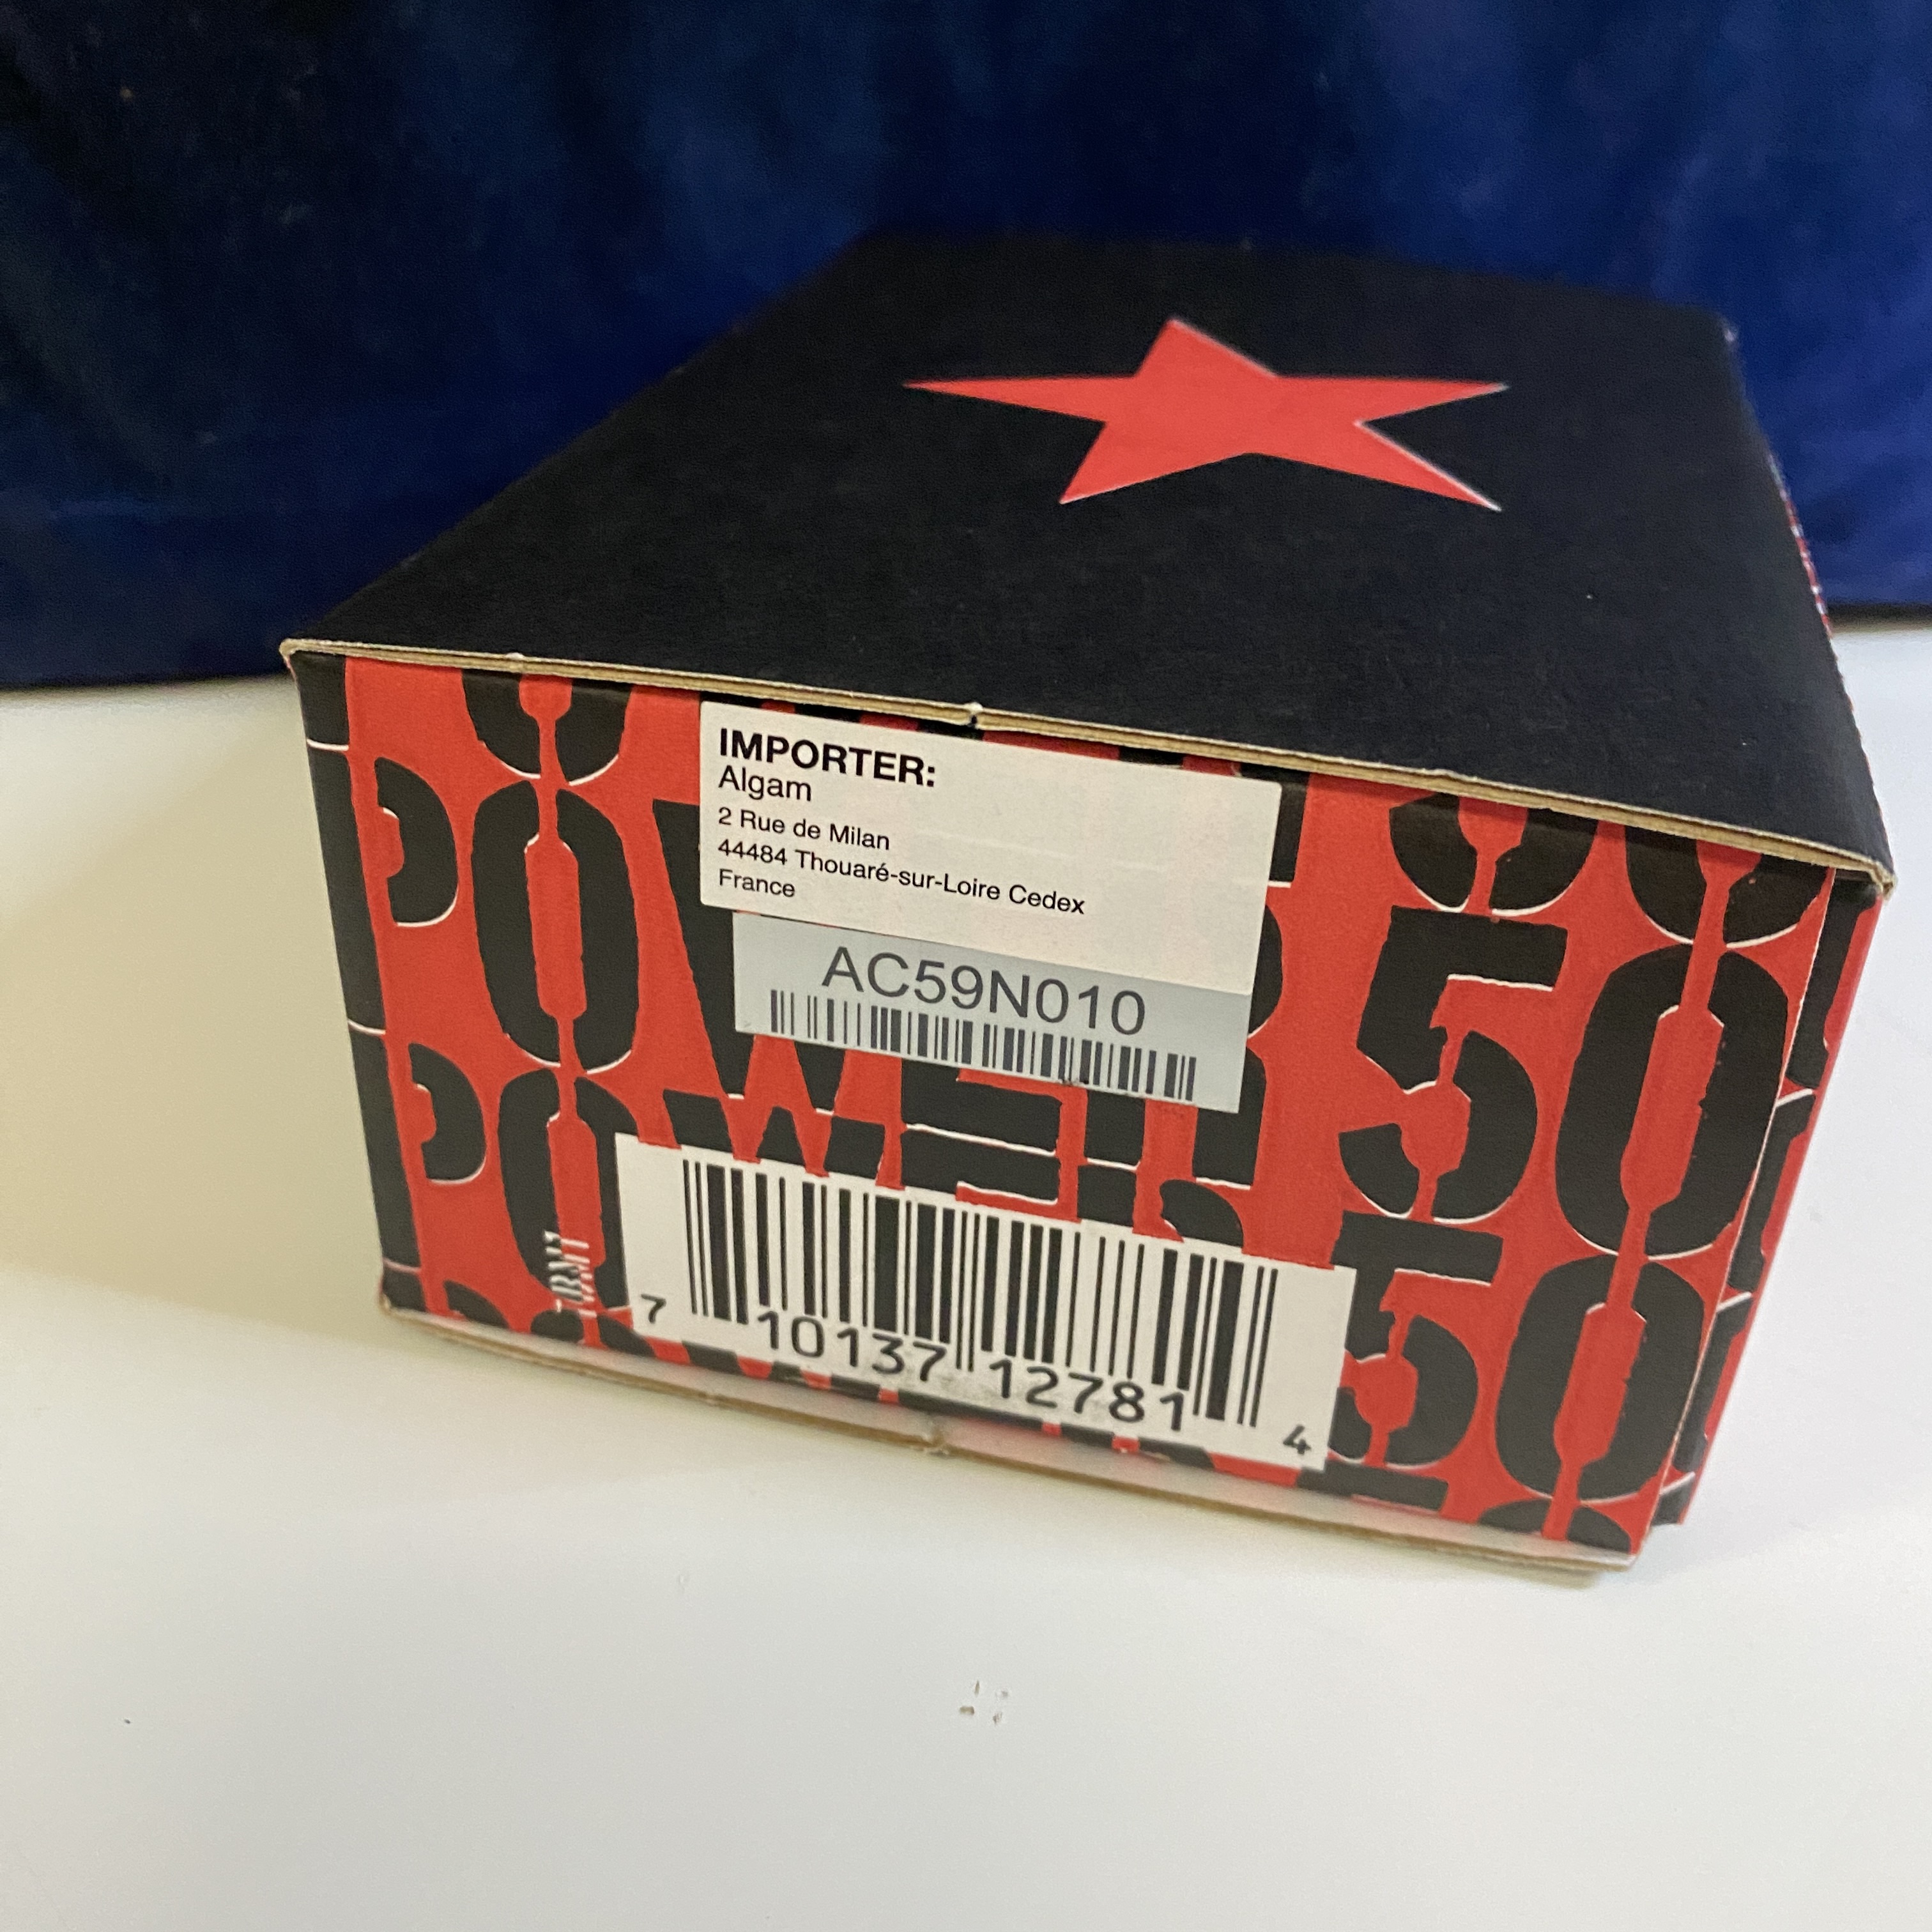 IMPORTER:
Algam
2 Rue de Milan
44484 Thouaré-sur-Loire Cedex
France
AC59N010
POWER 50
POWER 50
7 10137 12781 4